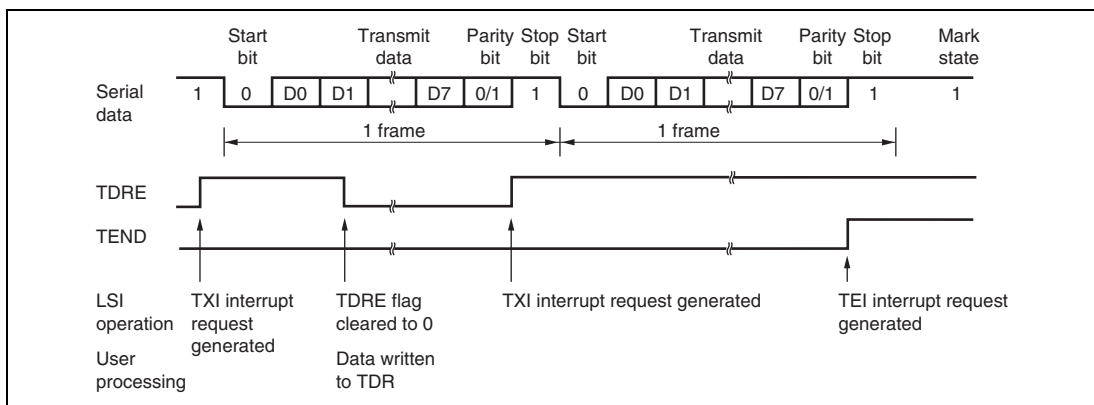 Start bit Transmit data Parity bit Stop bit Start bit Transmit data Parity bit Stop bit Mark state
Serial data 1 0 D0 D1 D7 0/1 1 0 D0 D1 D7 0/1 1 1
1 frame 1 frame
TDRE
TEND
LSI operation TXI interrupt request generated TDRE flag cleared to 0 TXI interrupt request generated TEI interrupt request generated
User processing Data written to TDR